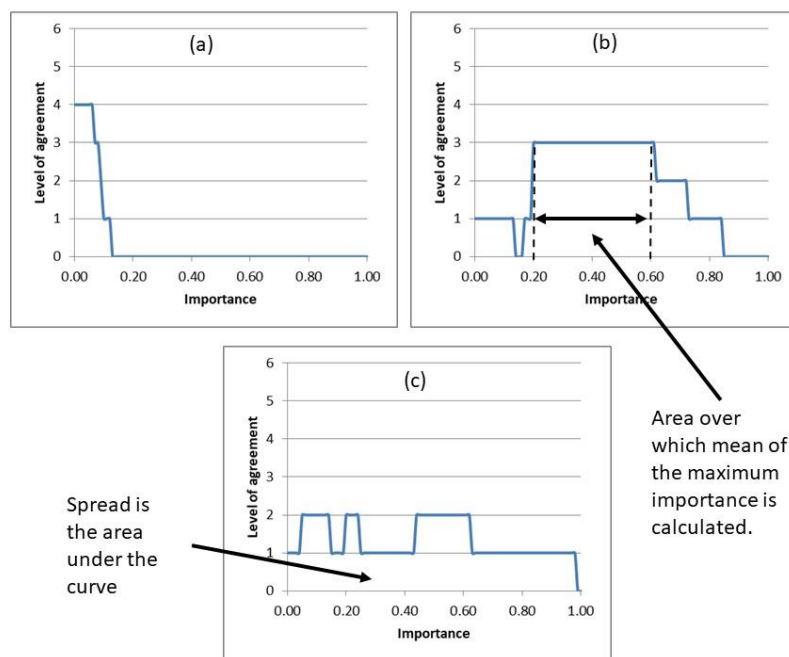 (a)
6
5
4
3
2
1
0
Level of agreement
0.00 0.20 0.40 0.60 0.80 1.00
Importance
(b)
6
5
4
3
2
1
0
Level of agreement
0.00 0.20 0.40 0.60 0.80 1.00
Importance
(c)
6
5
4
3
2
1
0
Level of agreement
0.00 0.20 0.40 0.60 0.80 1.00
Importance
Spread is
the area
under the
curve
Area over
which mean of
the maximum
importance is
calculated.